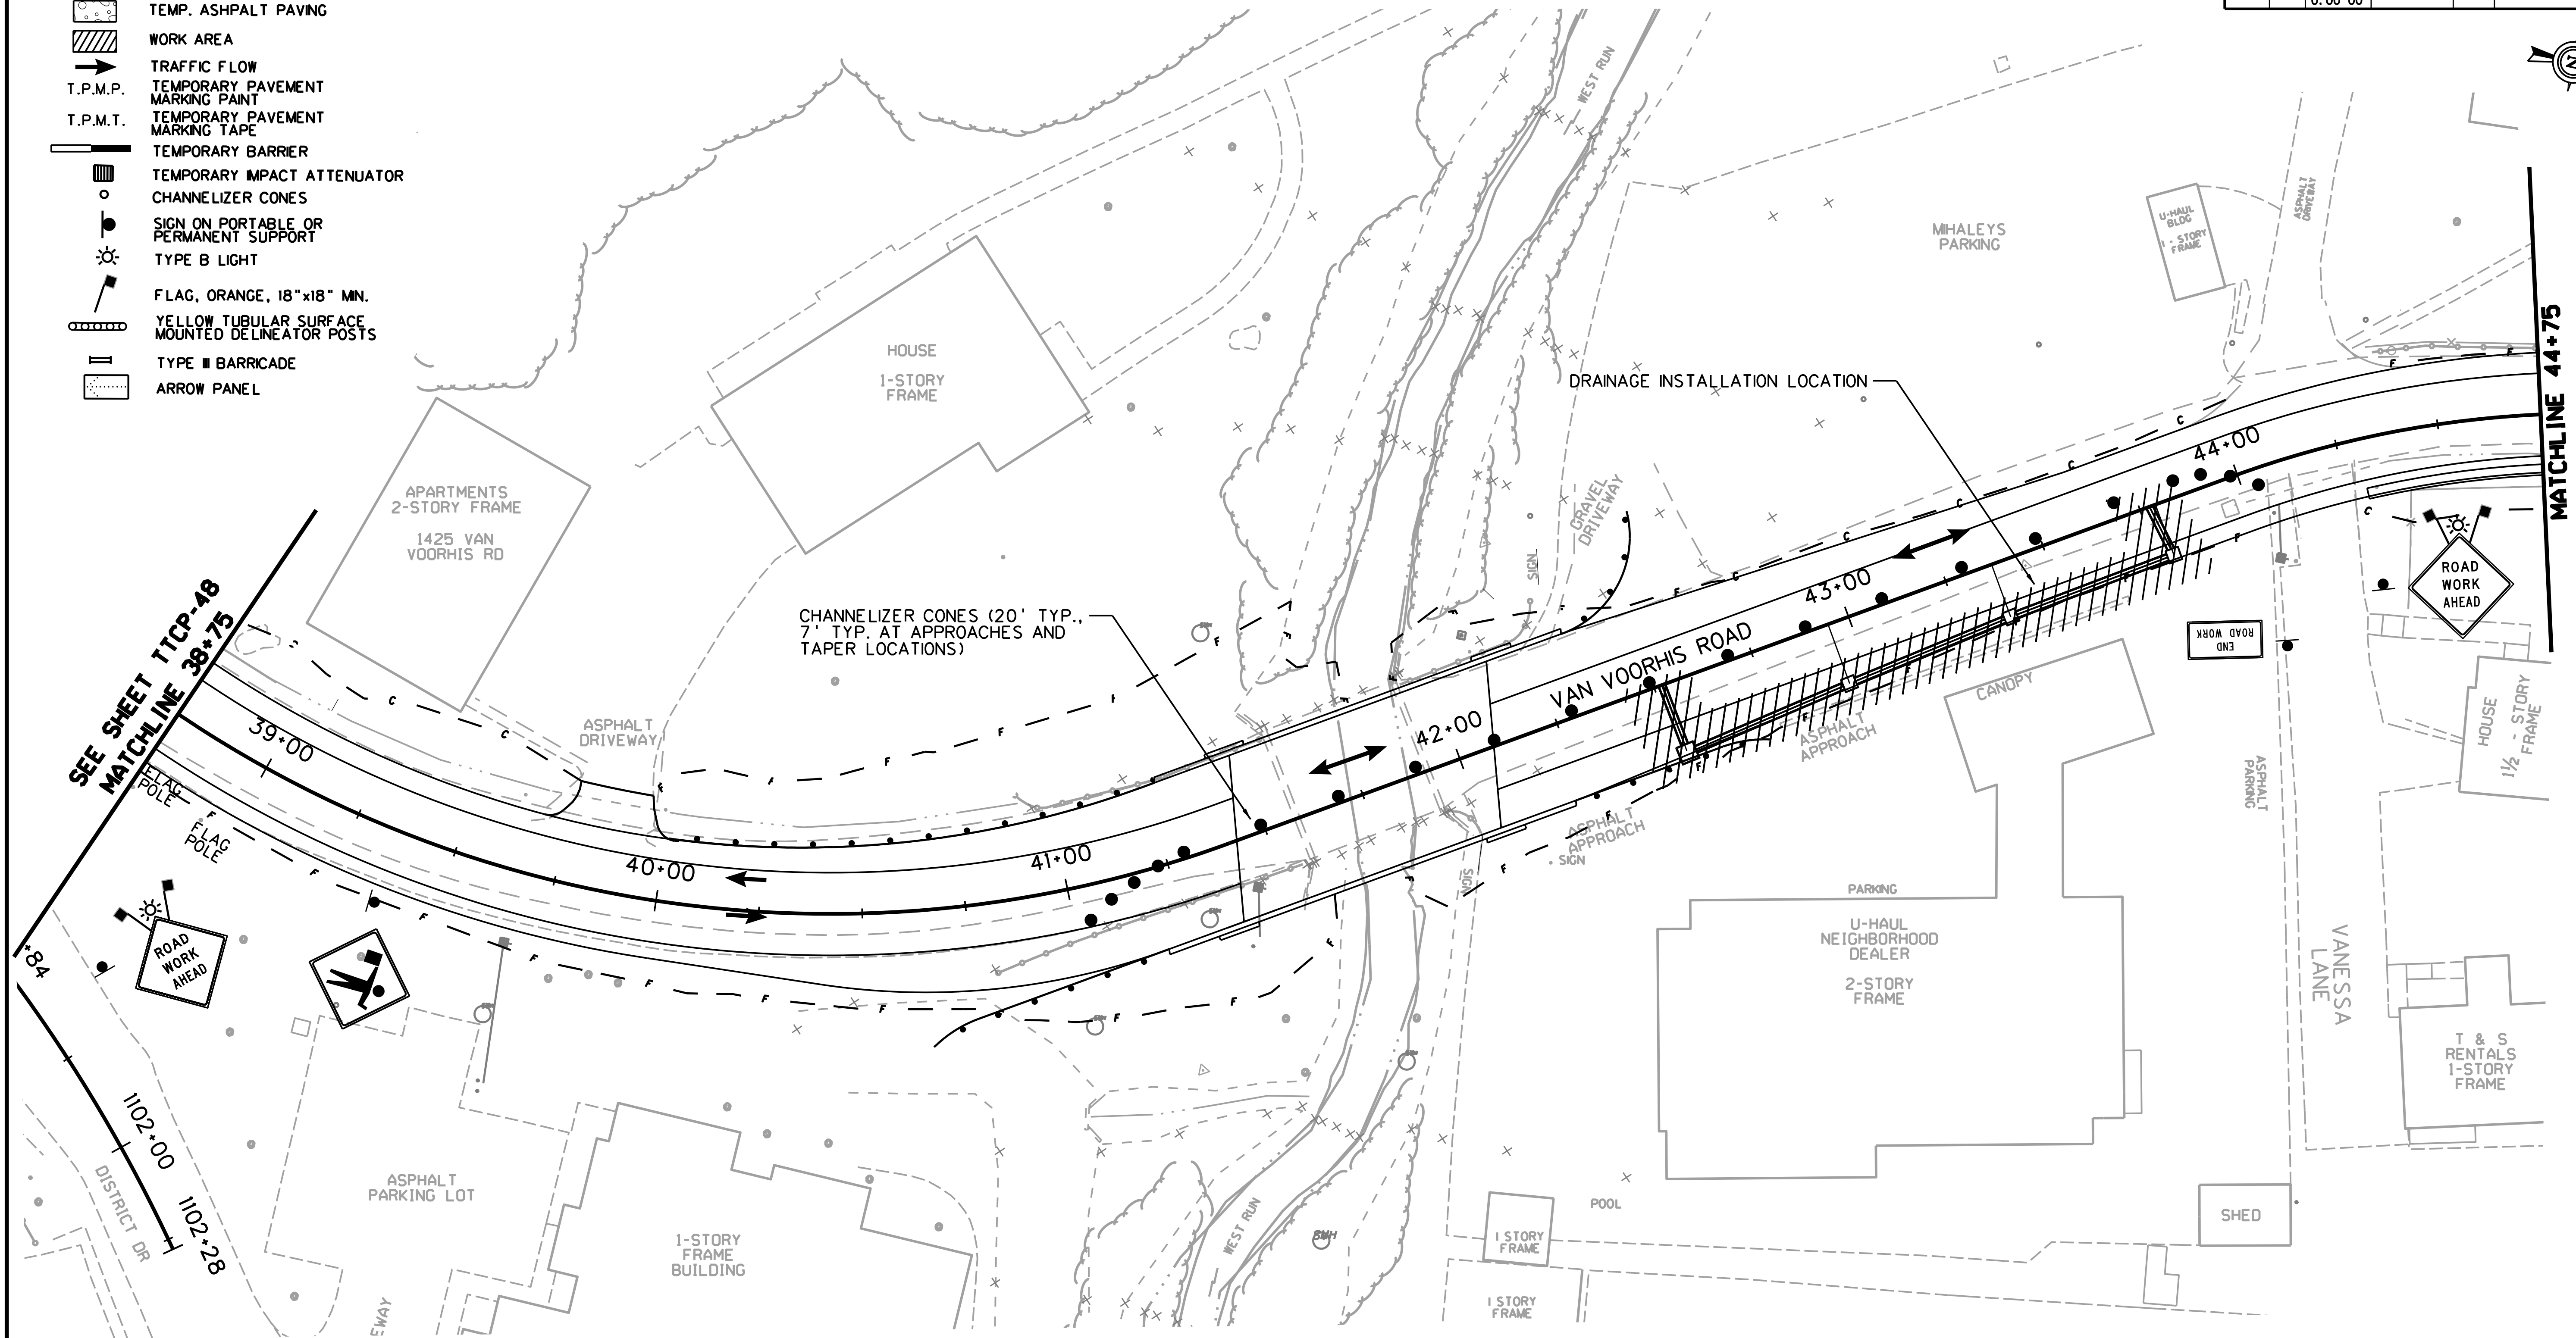 TEMP. ASHPALT PAVING
WORK AREA
TRAFFIC FLOW
T.P.M.P.
TEMPORARY PAVEMENT
MARKING PAINT
T.P.M.T.
TEMPORARY PAVEMENT
MARKING TAPE
TEMPORARY BARRIER
TEMPORARY IMPACT ATTENUATOR
CHANNELIZER CONES
SIGN ON PORTABLE OR
PERMANENT SUPPORT
TYPE B LIGHT
FLAG, ORANGE, 18"x18" MIN.
YELLOW TUBULAR SURFACE
MOUNTED DELINEATOR POSTS
TYPE III BARRICADE
ARROW PANEL
N
WEST RUN
MIHALEYS
PARKING
U-HAUL
BLDG
1 - STORY
FRAME
ASPHALT
DRIVEWAY
MATCHLINE 44+75
HOUSE
1-STORY
FRAME
DRAINAGE INSTALLATION LOCATION
APARTMENTS
2-STORY FRAME
1425 VAN
VOORHIS RD
GRAVEL
DRIVEWAY
SIGN
44+00
43+00
VAN VOORHIS ROAD
42+00
41+00
40+00
39+00
CHANNELIZER CONES (20' TYP.,
7' TYP. AT APPROACHES AND
TAPER LOCATIONS)
SEE SHEET TTCP-48
MATCHLINE 38+75
ASPHALT
DRIVEWAY
FLAG
POLE
FLAG
POLE
ROAD
WORK
AHEAD
ROAD
WORK
AHEAD
END
ROAD WORK
CANOPY
ASPHALT
APPROACH
ASPHALT
APPROACH
SIGN
SIGN
ASPHALT
PARKING
HOUSE
1½ - STORY
FRAME
PARKING
U-HAUL
NEIGHBORHOOD
DEALER
2-STORY
FRAME
VANESSA
LANE
T & S
RENTALS
1-STORY
FRAME
+84
1102+00
1102+28
DISTRICT DR
ASPHALT
PARKING LOT
1-STORY
FRAME
BUILDING
WEST RUN
SMH
POOL
1 STORY
FRAME
1 STORY
FRAME
SHED
EWAY